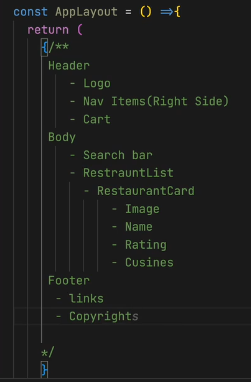 const AppLayout = () =>{
return (
{/**
Header
- Logo
- Nav Items(Right Side)
- Cart
Body
- Search bar
- RestrauntList
- RestaurantCard
- Image
- Name
- Rating
- Cusines
Footer
- links
- Copyrights
*/
}